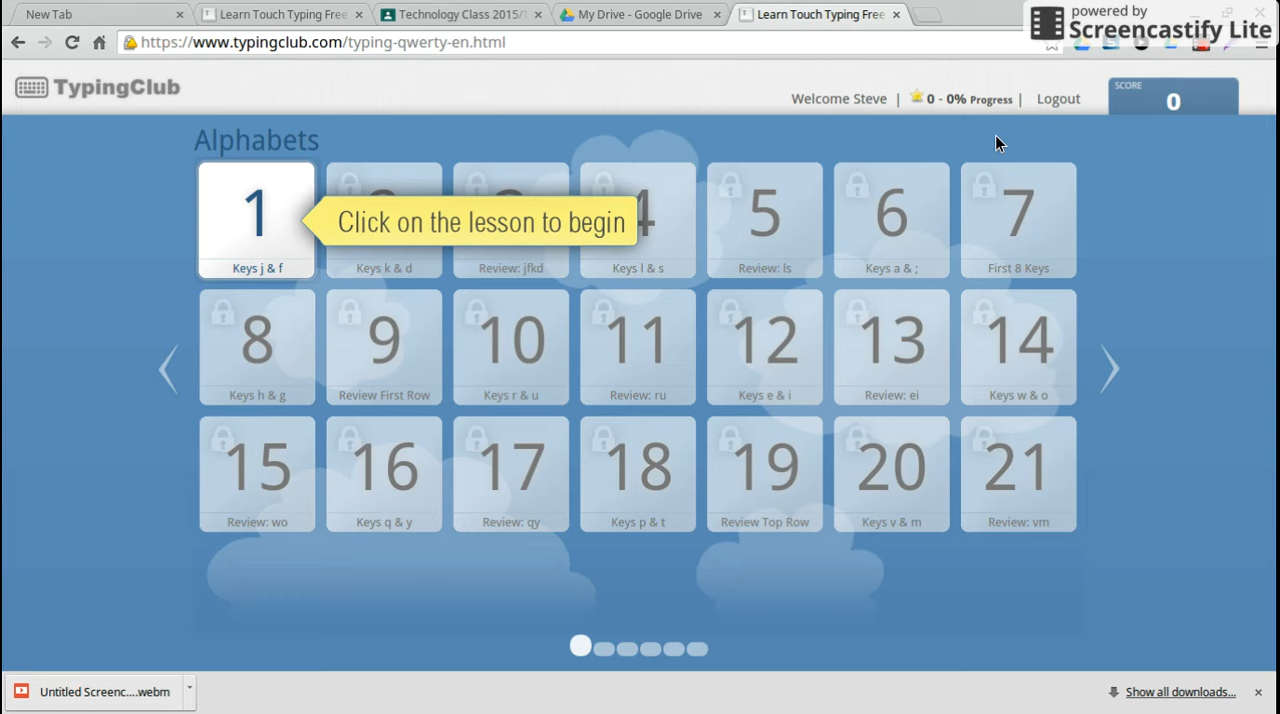 New Tab
Learn Touch Typing Free
Technology Class 2015/1
My Drive - Google Drive
Learn Touch Typing Free
powered by
Screencastify Lite
https://www.typingclub.com/typing-qwerty-en.html
TypingClub
Welcome Steve | 0 - 0% Progress | Logout
SCORE
0
Alphabets
1
4
5
6
7
Click on the lesson to begin
Keys j & f
Keys k & d
Review: jfkd
Keys l & s
Review: ls
Keys a & ;
First 8 Keys
8
9
10
11
12
13
14
Keys h & g
Review First Row
Keys r & u
Review: ru
Keys e & i
Review: ei
Keys w & o
15
16
17
18
19
20
21
Review: wo
Keys q & y
Review: qy
Keys p & t
Review Top Row
Keys v & m
Review: vm
Untitled Screenc....webm
Show all downloads...